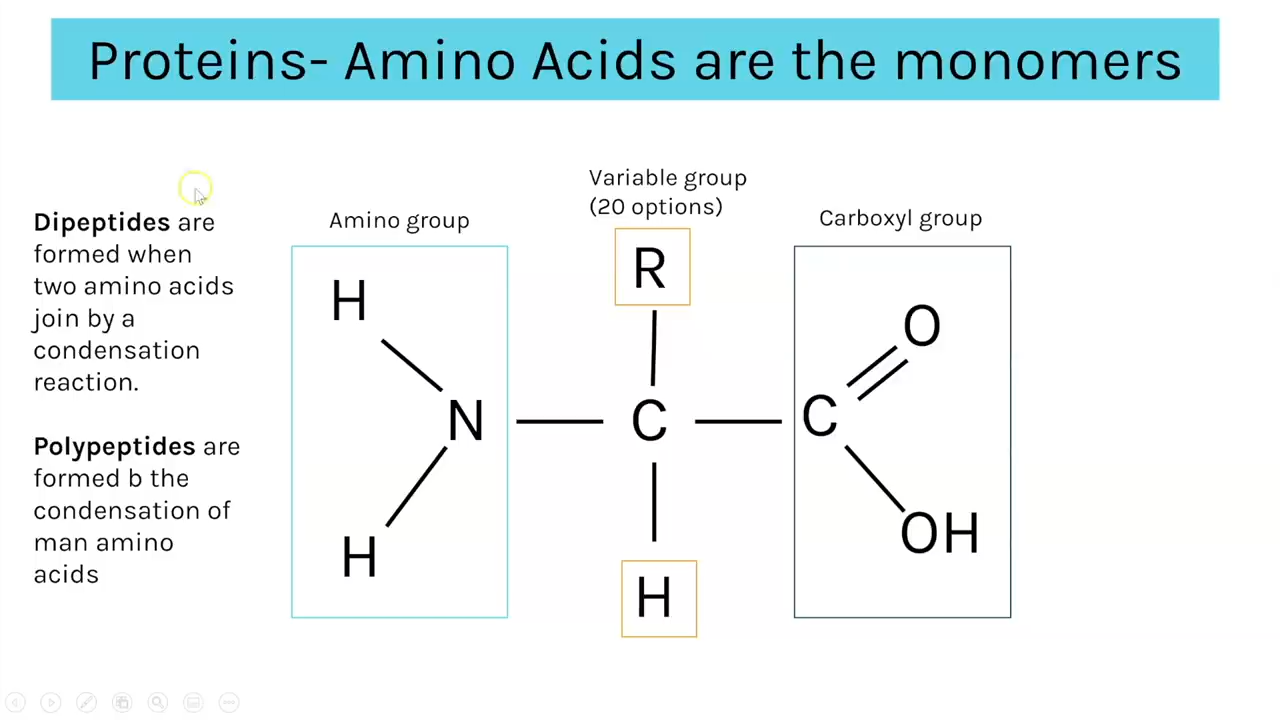 Proteins- Amino Acids are the monomers
Dipeptides are
formed when
two amino acids
join by a
condensation
reaction.
Polypeptides are
formed b the
condensation of
man amino
acids
Amino group
Variable group
(20 options)
Carboxyl group
H
R
O
N
C
C
H
H
OH